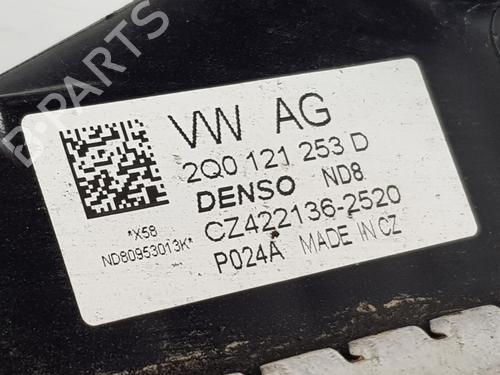 VW AG
2Q0 121 253 D
DENSO ND8
CZ422136-2520
P024A MADE IN CZ
*X58
ND80953013K*
B-PARTS